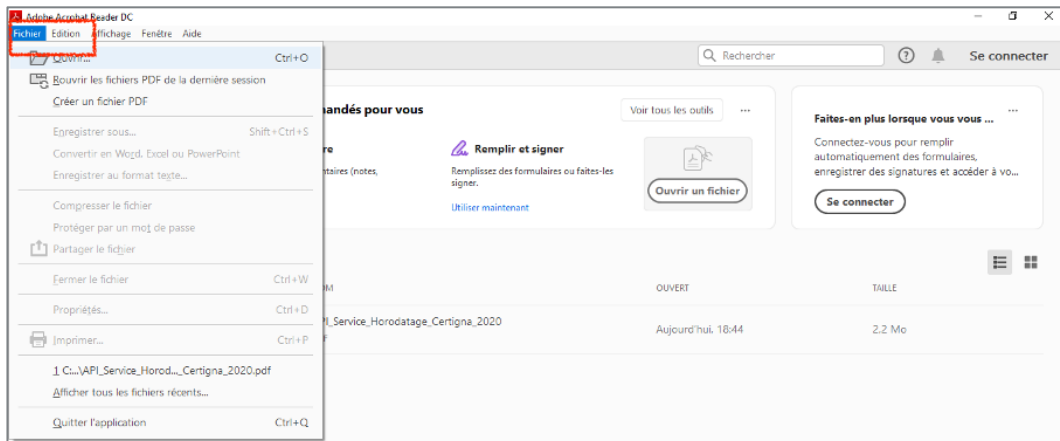 Adobe Acrobat Reader DC
Fichier Edition Affichage Fenêtre Aide
Ouvrir... Ctrl+O
Rouvrir les fichiers PDF de la dernière session
Créer un fichier PDF
Enregistrer sous... Shift+Ctrl+S
Convertir en Word, Excel ou PowerPoint
Enregistrer au format texte...
Compresser le fichier
Protéger par un mot de passe
Partager le fichier
Fermer le fichier Ctrl+W
Propriétés... Ctrl+D
Imprimer... Ctrl+P
1 C:...\API_Service_Horod..._Certigna_2020.pdf
Afficher tous les fichiers récents...
Quitter l'application Ctrl+Q
Rechercher
? Se connecter
andés pour vous
Voir tous les outils ...
re
ntaires (notes,
Remplir et signer
Remplissez des formulaires ou faites-les
signer.
Utiliser maintenant
Ouvrir un fichier
Faites-en plus lorsque vous vous ...
...
Connectez-vous pour remplir
automatiquement des formulaires,
enregistrer des signatures et accéder à vo...
Se connecter
OM OUVERT TAILLE
PI_Service_Horodatage_Certigna_2020
F
Aujourd'hui, 18:44 2.2 Mo